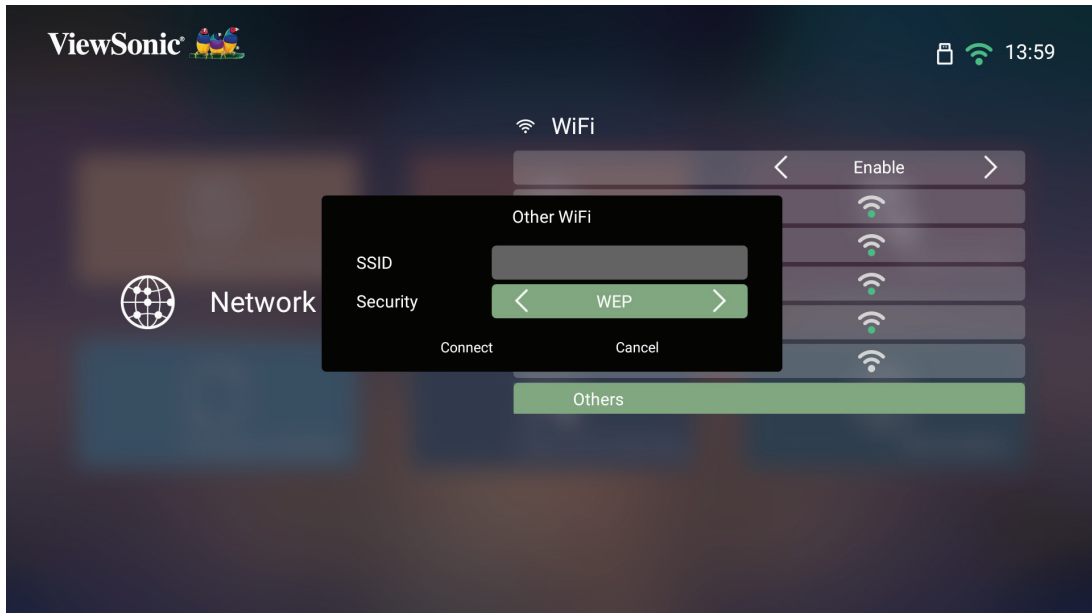 ViewSonic®
13:59
WiFi
Enable
Other WiFi
SSID
Network
Security
WEP
Connect
Cancel
Others